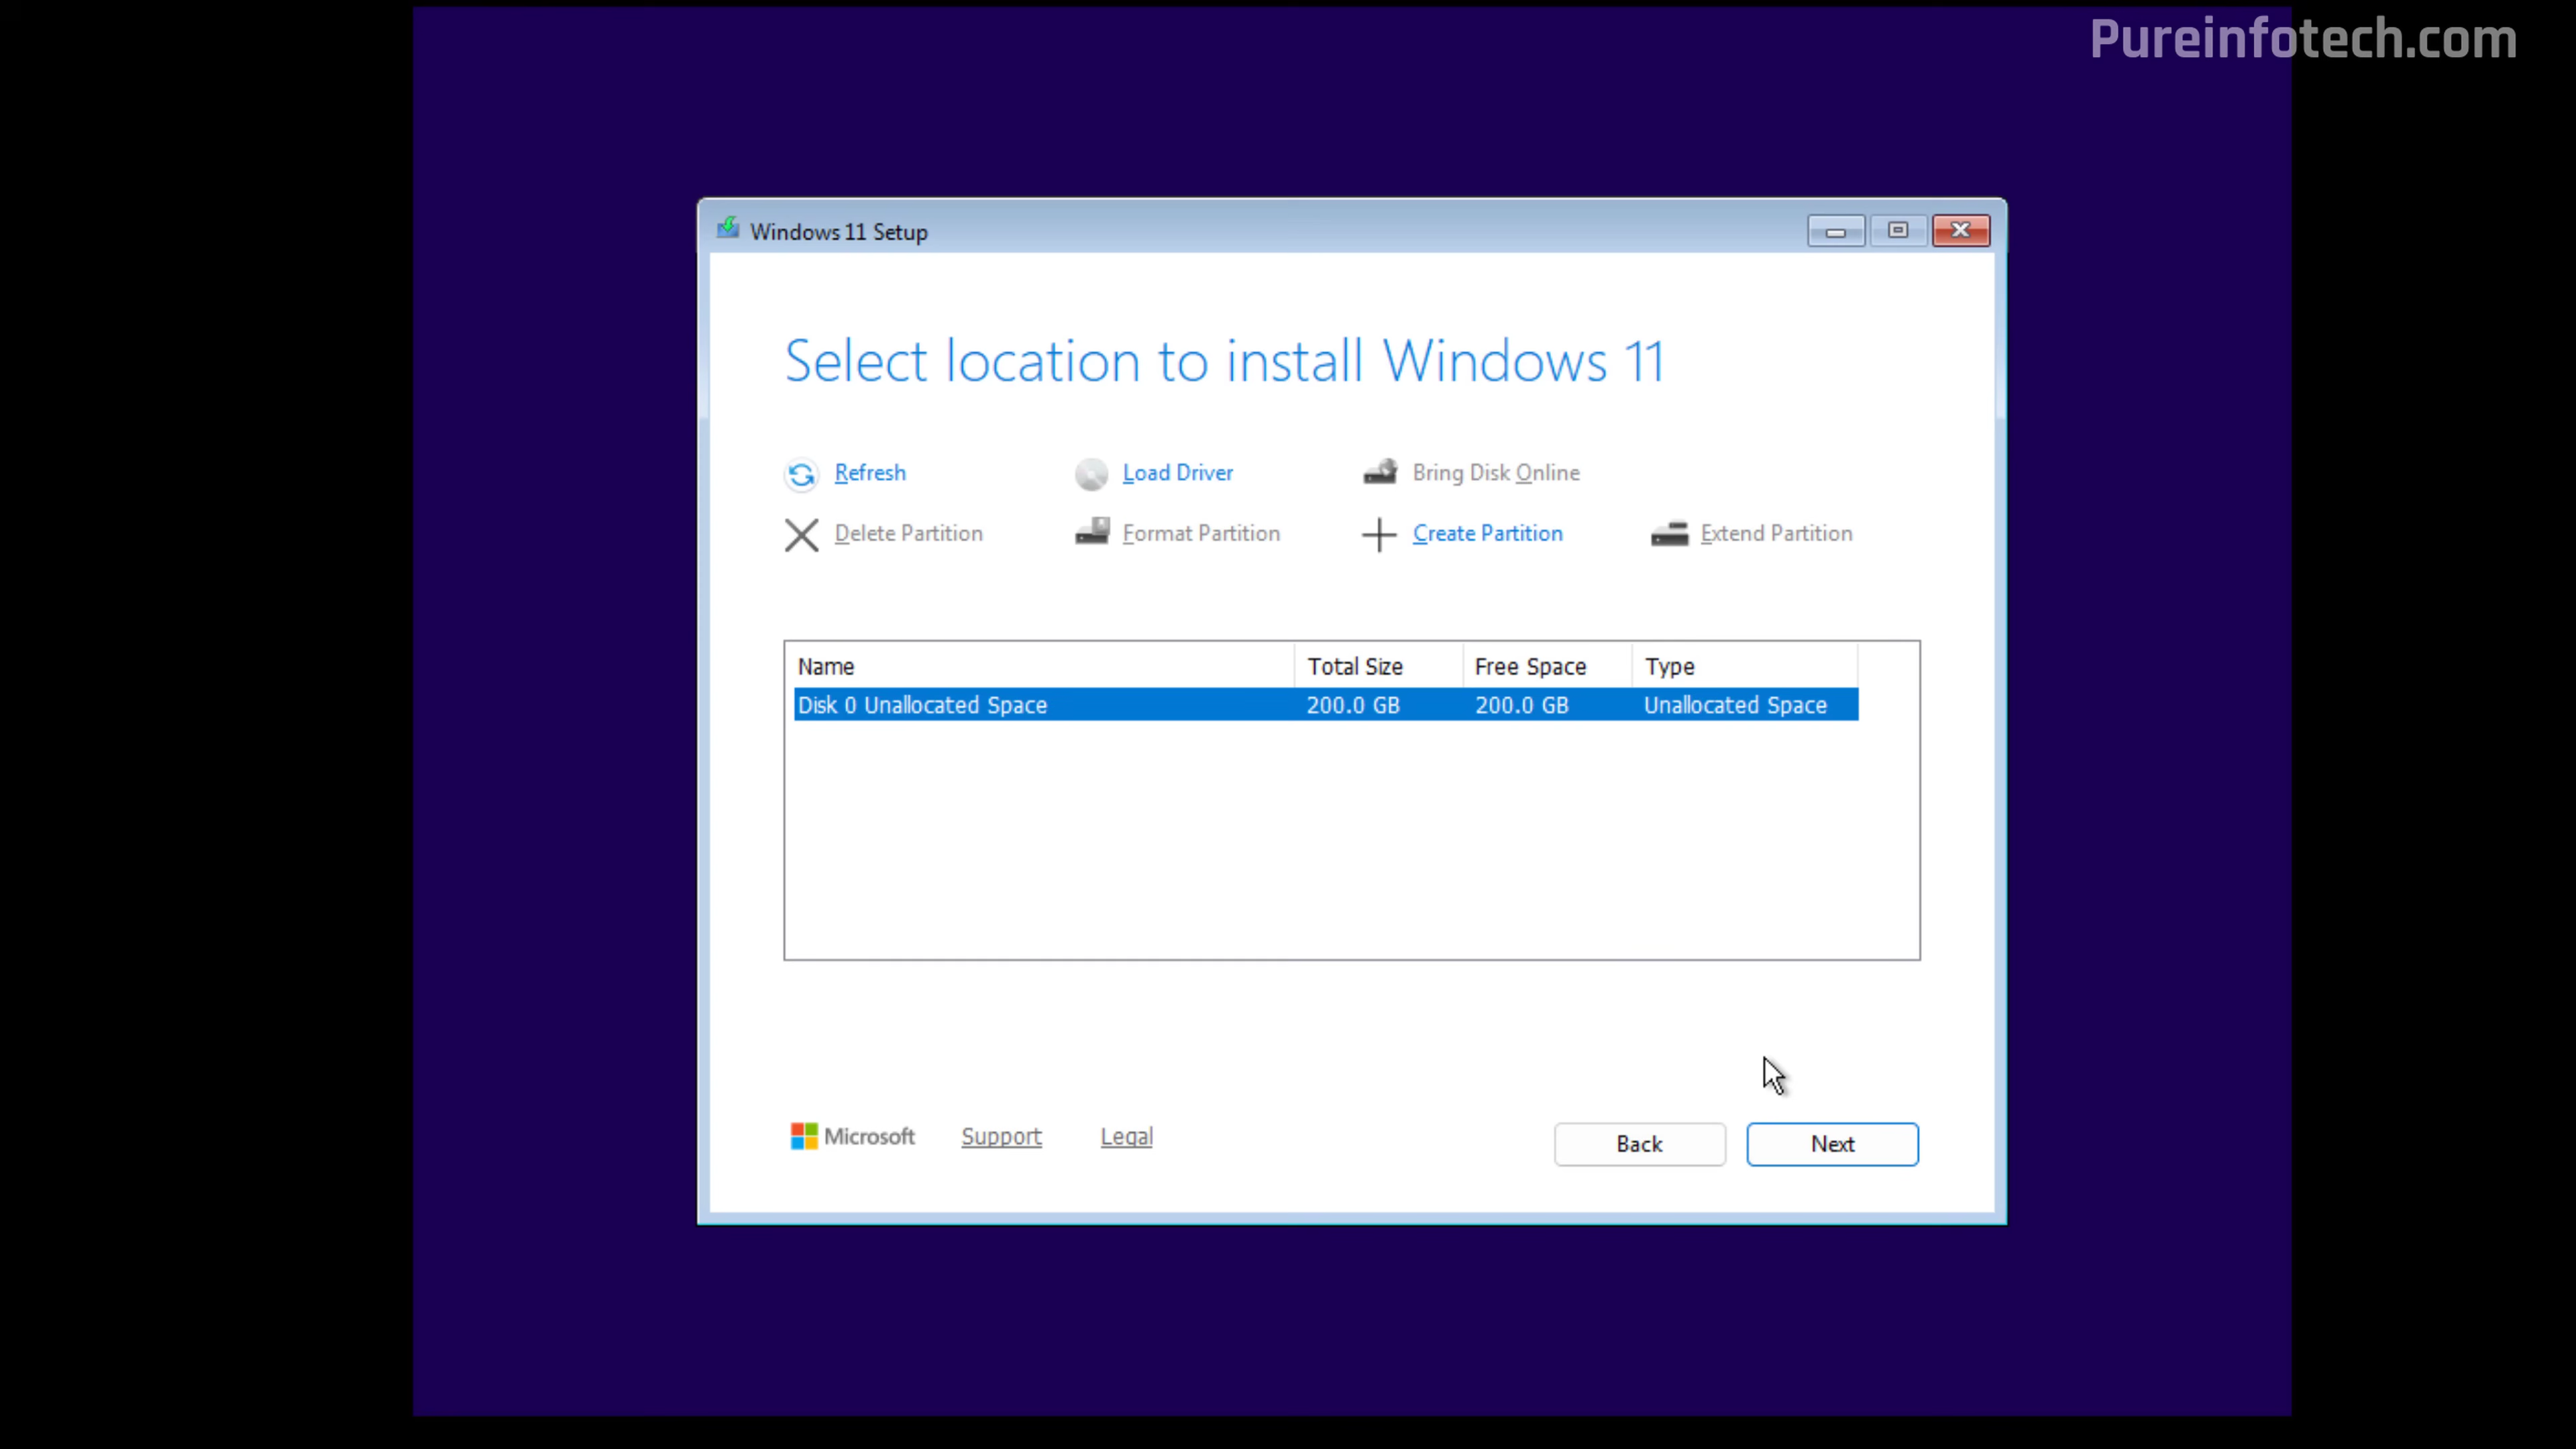 Pureinfotech.com
Windows 11 Setup
Select location to install Windows 11
Refresh Load Driver Bring Disk Online
Delete Partition Format Partition Create Partition Extend Partition
Name Total Size Free Space Type
Disk 0 Unallocated Space 200.0 GB 200.0 GB Unallocated Space
Microsoft Support Legal Back Next